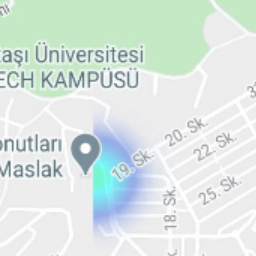 taşı Üniversitesi
ECH KAMPÜSÜ
onutları
Maslak
19. Sk.
20. Sk.
22. Sk.
25. Sk.
18. Sk.